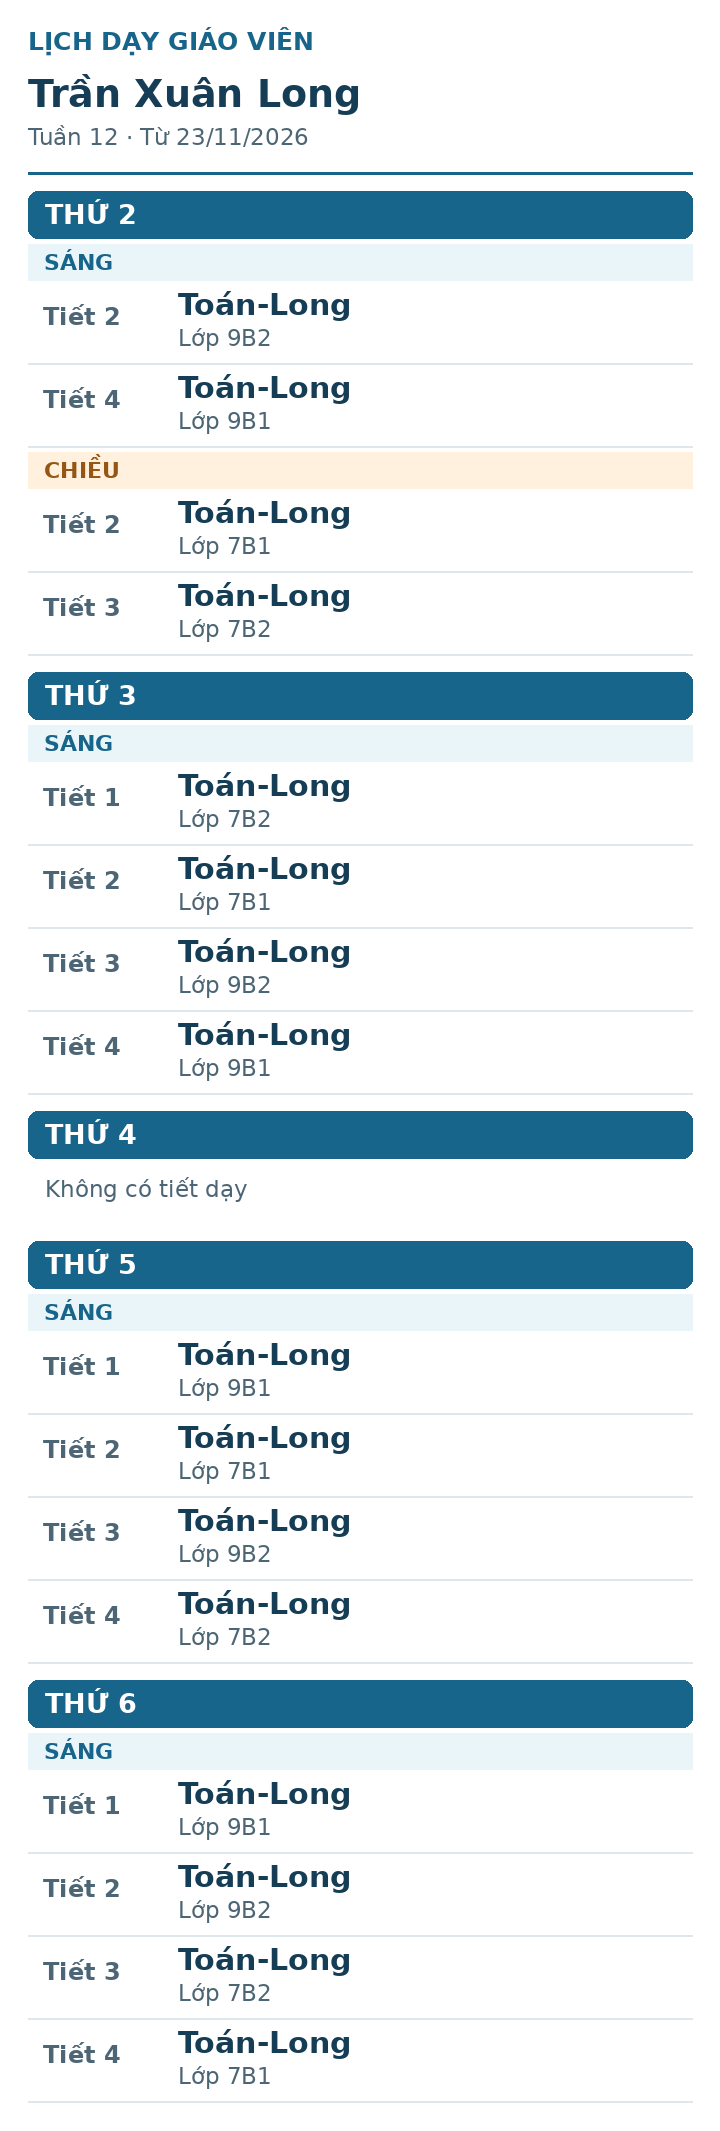 LỊCH DẠY GIÁO VIÊN
Trần Xuân Long
Tuần 12 · Từ 23/11/2026
THỨ 2
SÁNG
Tiết 2 Toán-Long
Lớp 9B2
Tiết 4 Toán-Long
Lớp 9B1
CHIỀU
Tiết 2 Toán-Long
Lớp 7B1
Tiết 3 Toán-Long
Lớp 7B2
THỨ 3
SÁNG
Tiết 1 Toán-Long
Lớp 7B2
Tiết 2 Toán-Long
Lớp 7B1
Tiết 3 Toán-Long
Lớp 9B2
Tiết 4 Toán-Long
Lớp 9B1
THỨ 4
Không có tiết dạy
THỨ 5
SÁNG
Tiết 1 Toán-Long
Lớp 9B1
Tiết 2 Toán-Long
Lớp 7B1
Tiết 3 Toán-Long
Lớp 9B2
Tiết 4 Toán-Long
Lớp 7B2
THỨ 6
SÁNG
Tiết 1 Toán-Long
Lớp 9B1
Tiết 2 Toán-Long
Lớp 9B2
Tiết 3 Toán-Long
Lớp 7B2
Tiết 4 Toán-Long
Lớp 7B1